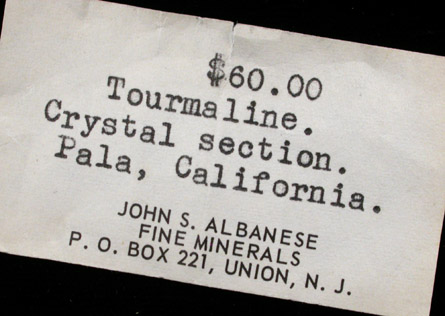 $60.00
Tourmaline.
Crystal section.
Pala, California.
JOHN S. ALBANESE
FINE MINERALS
P. O. BOX 221, UNION, N. J.